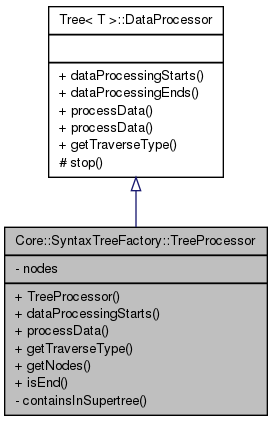 Tree< T >::DataProcessor
+ dataProcessingStarts()
+ dataProcessingEnds()
+ processData()
+ processData()
+ getTraverseType()
# stop()
Core::SyntaxTreeFactory::TreeProcessor
- nodes
+ TreeProcessor()
+ dataProcessingStarts()
+ processData()
+ getTraverseType()
+ getNodes()
+ isEnd()
- containsInSupertree()